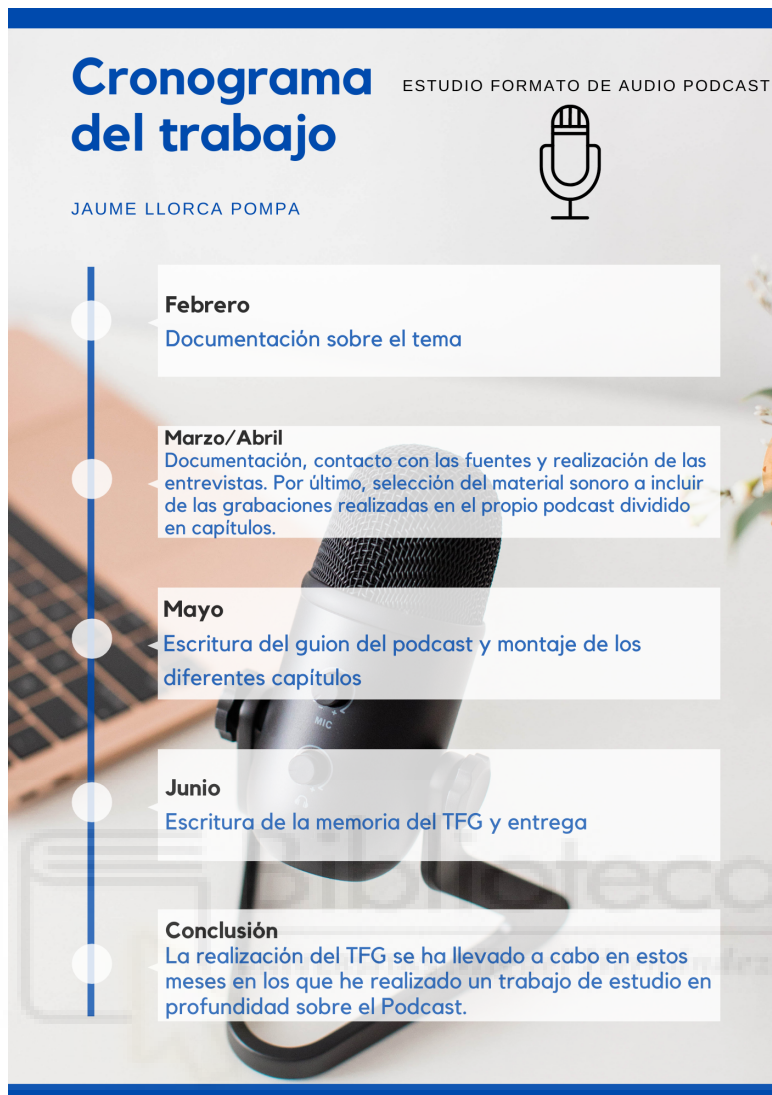 Cronograma
del trabajo
ESTUDIO FORMATO DE AUDIO PODCAST
JAUME LLORCA POMPA
Febrero
Documentación sobre el tema
Marzo/Abril
Documentación, contacto con las fuentes y realización de las
entrevistas. Por último, selección del material sonoro a incluir
de las grabaciones realizadas en el propio podcast dividido
en capítulos.
Mayo
Escritura del guion del podcast y montaje de los
diferentes capítulos
MIC
Junio
Escritura de la memoria del TFG y entrega
Biblioteco
Conclusión
La realización del TFG se ha llevado a cabo en estos
meses en los que he realizado un trabajo de estudio en
profundidad sobre el Podcast.